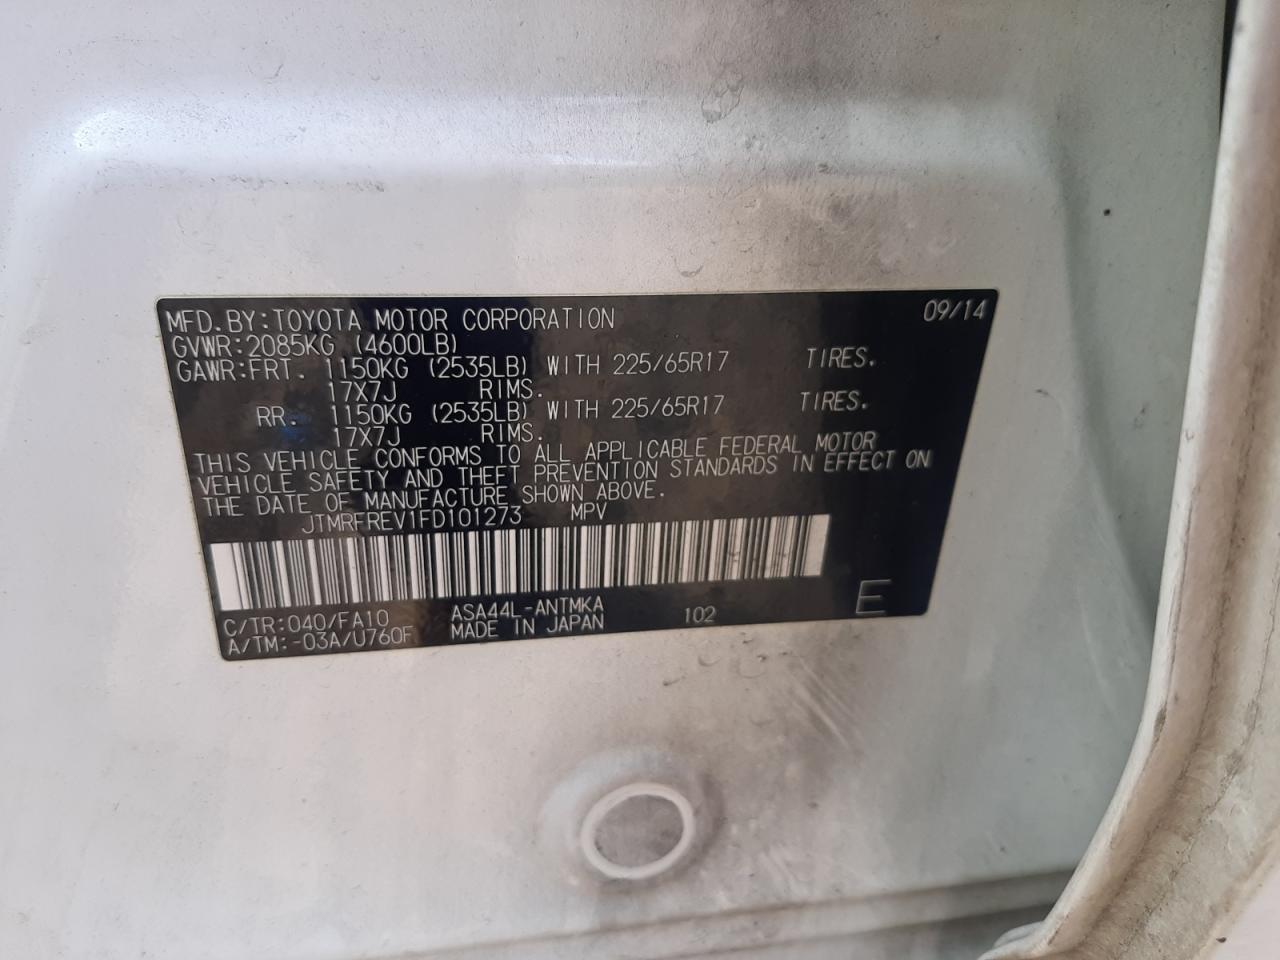 MFD.BY:TOYOTA MOTOR CORPORATION 09/14
GVWR:2085KG (4600LB)
GAWR:FRT. 1150KG (2535LB) WITH 225/65R17 TIRES.
17X7J RIMS.
RR. 1150KG (2535LB) WITH 225/65R17 TIRES.
17X7J RIMS.
THIS VEHICLE CONFORMS TO ALL APPLICABLE FEDERAL MOTOR
VEHICLE SAFETY AND THEFT PREVENTION STANDARDS IN EFFECT ON
THE DATE OF MANUFACTURE SHOWN ABOVE.
JTMRFREV1FD101273 MPV
C/TR:040/FA10 ASA44L-ANTMKA 102 E
A/TM:-03A/U760F MADE IN JAPAN